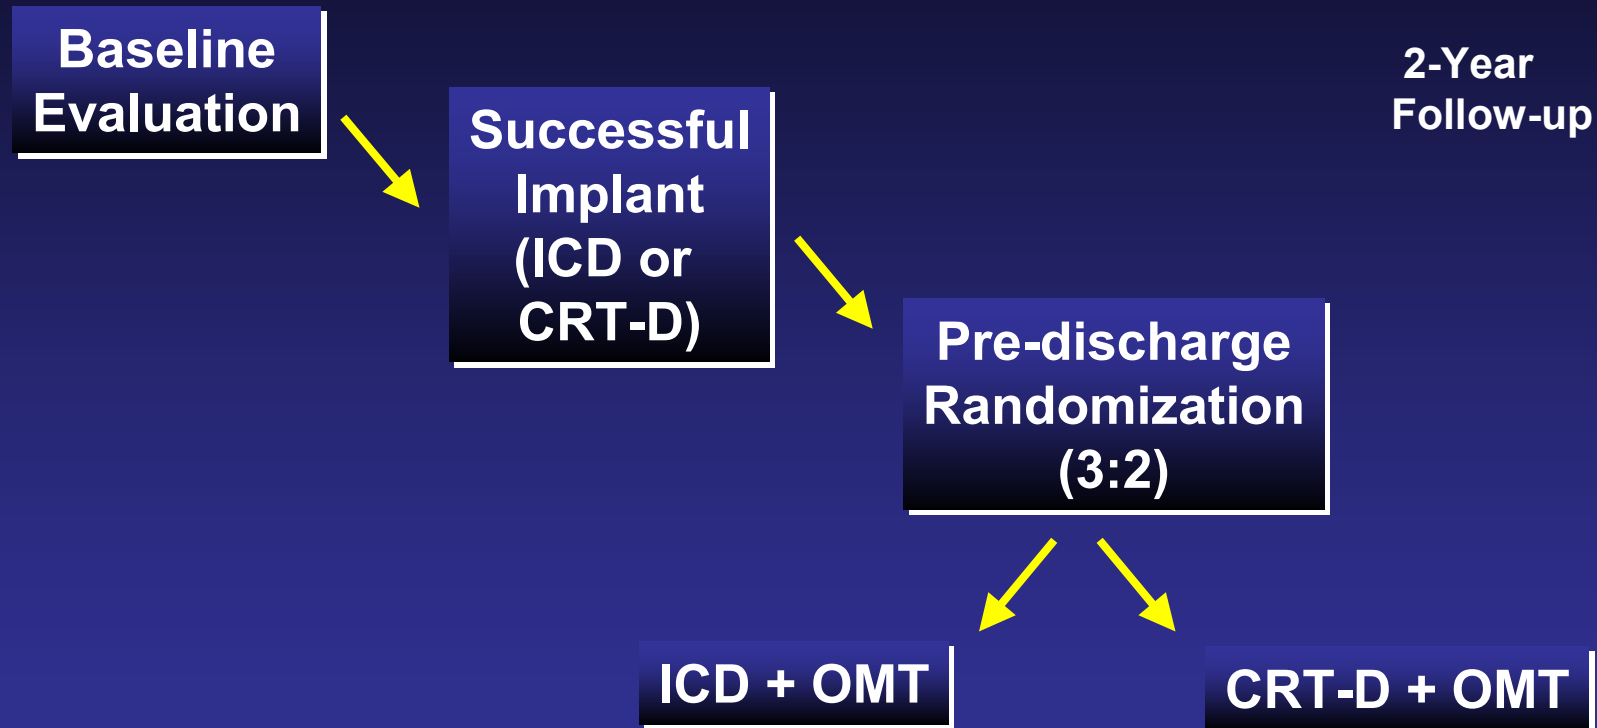 Baseline
Evaluation
2-Year
Follow-up
Successful
Implant
(ICD or
CRT-D)
Pre-discharge
Randomization
(3:2)
ICD + OMT
CRT-D + OMT